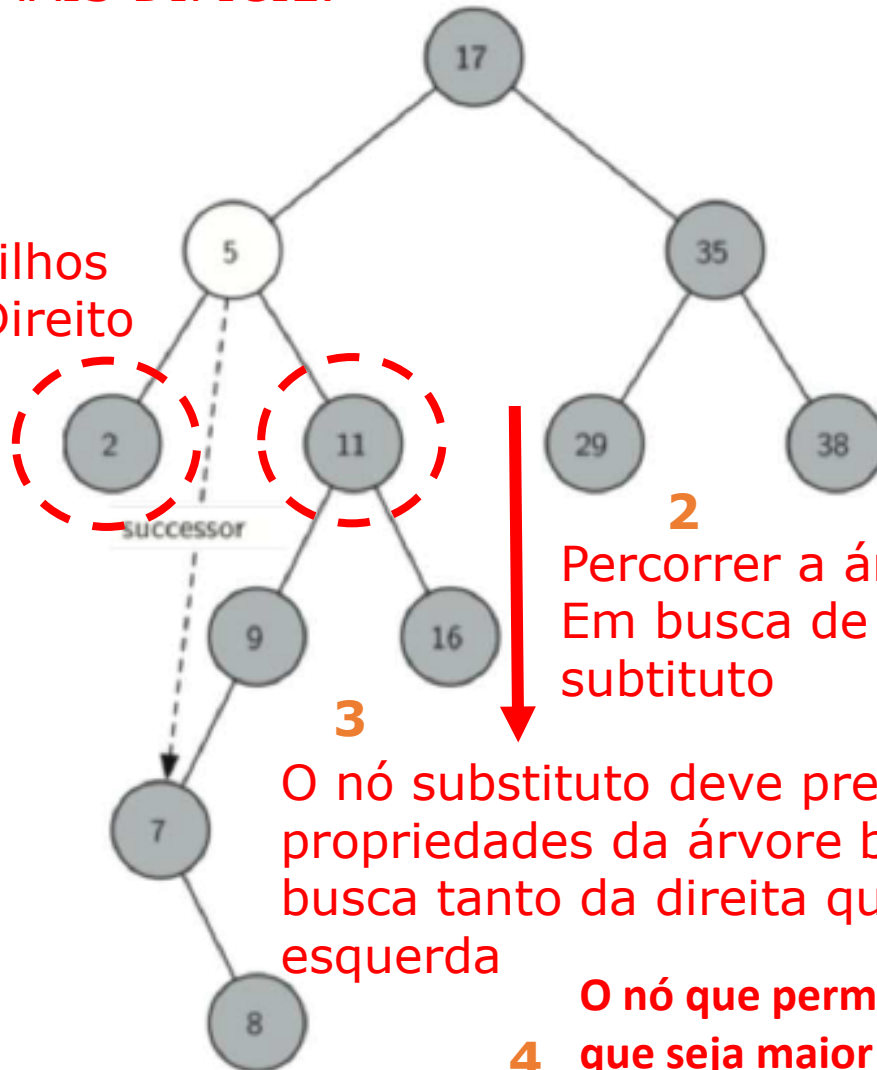 17
5
35
ilhos
Direito
2
11
29
38
successor
2
Percorrer a á
Em busca de
subtituto
9
16
3
O nó substituto deve pre
propriedades da árvore b
busca tanto da direita qu
esquerda
7
O nó que perm
8
4 que seja maior